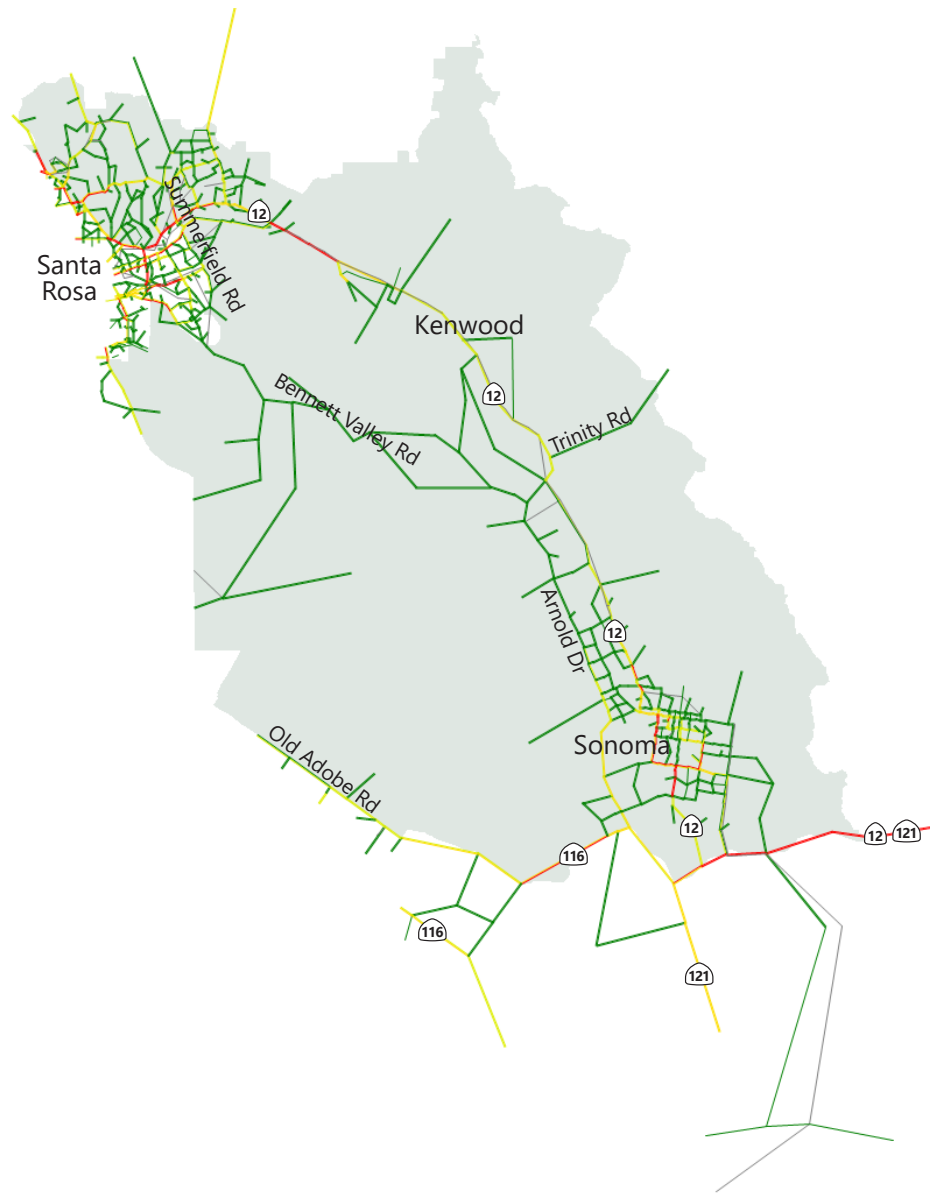 12
Summerfield Rd
Santa
Rosa
Kenwood
12
Bennett Valley Rd
Trinity Rd
Arnold Dr
12
Old Adobe Rd
Sonoma
12
12
121
116
116
121